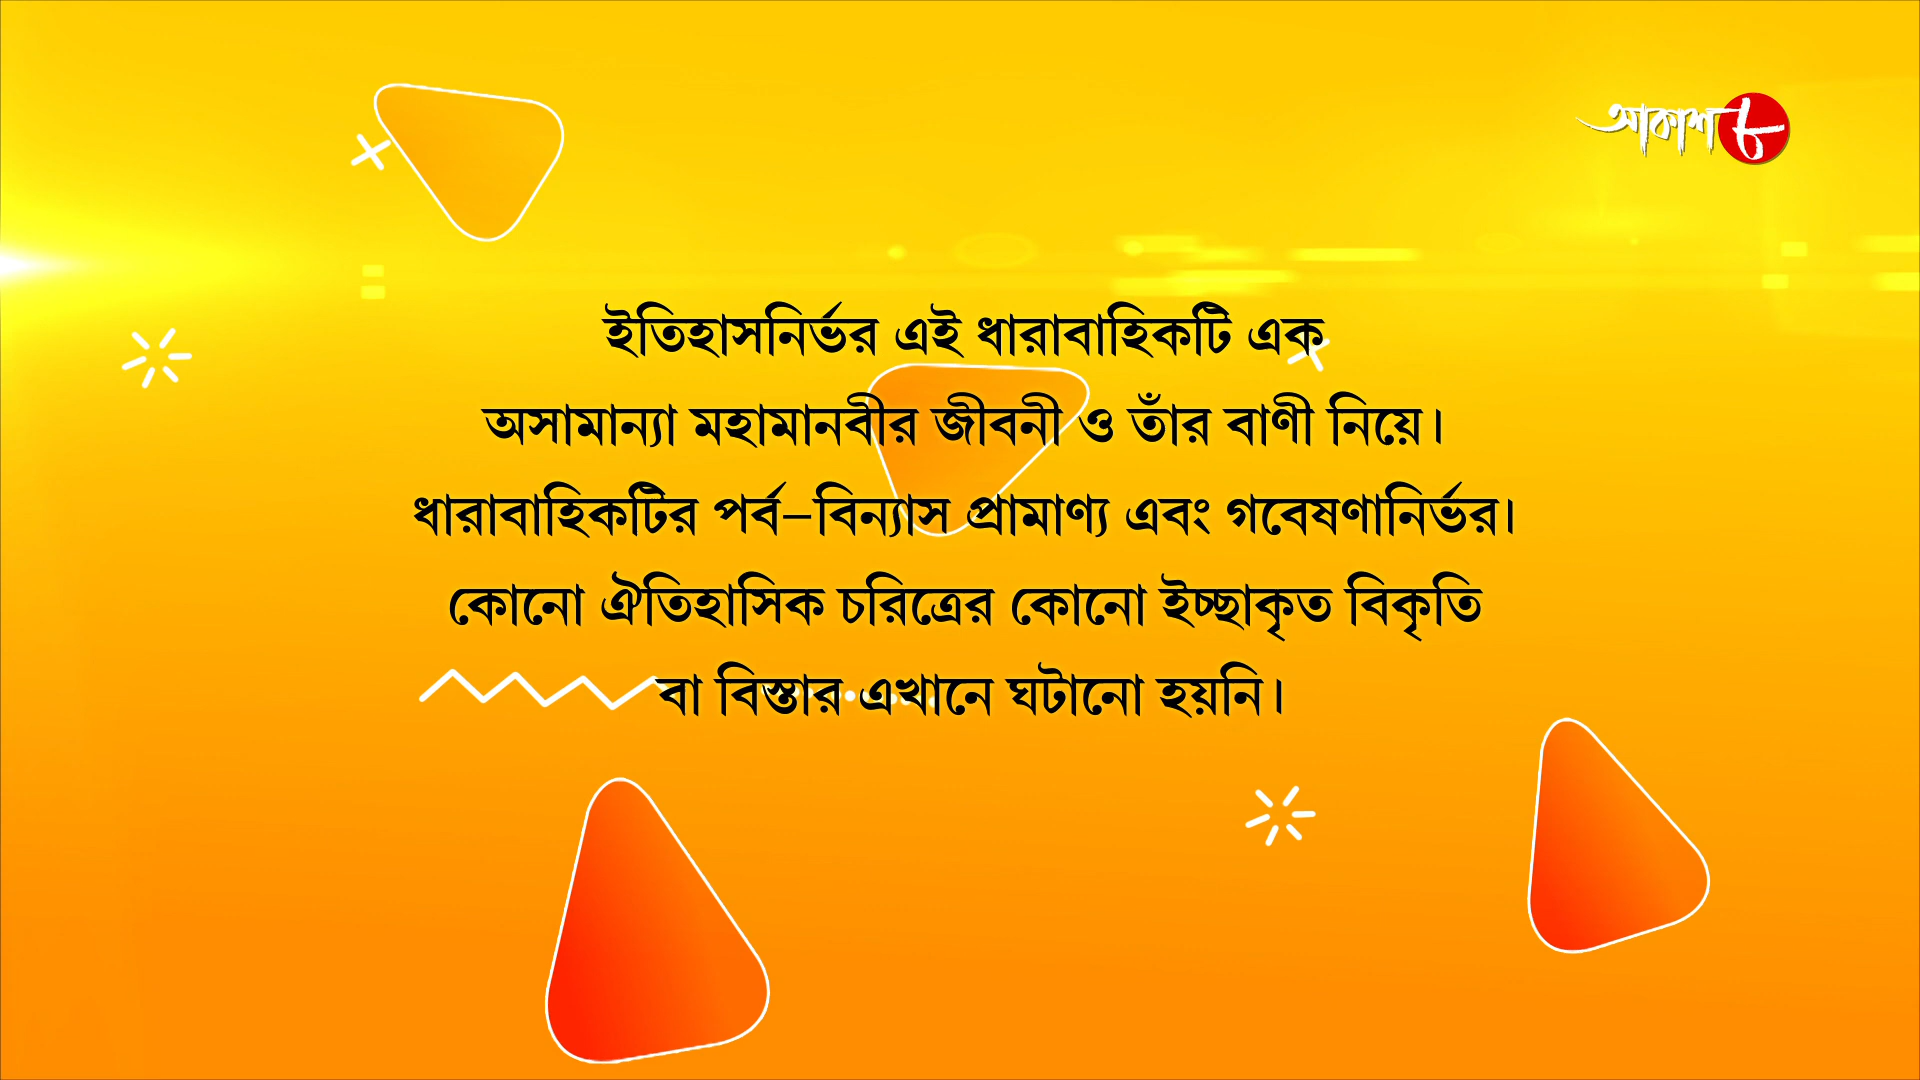 আকাশ ৮
ইতিহাসনির্ভর এই ধারাবাহিকটি এক
অসামান্যা মহামানবীর জীবনী ও তাঁর বাণী নিয়ে।
ধারাবাহিকটির পর্ব–বিন্যাস প্রামাণ্য এবং গবেষণানির্ভর।
কোনো ঐতিহাসিক চরিত্রের কোনো ইচ্ছাকৃত বিকৃতি
বা বিস্তার এখানে ঘটানো হয়নি।